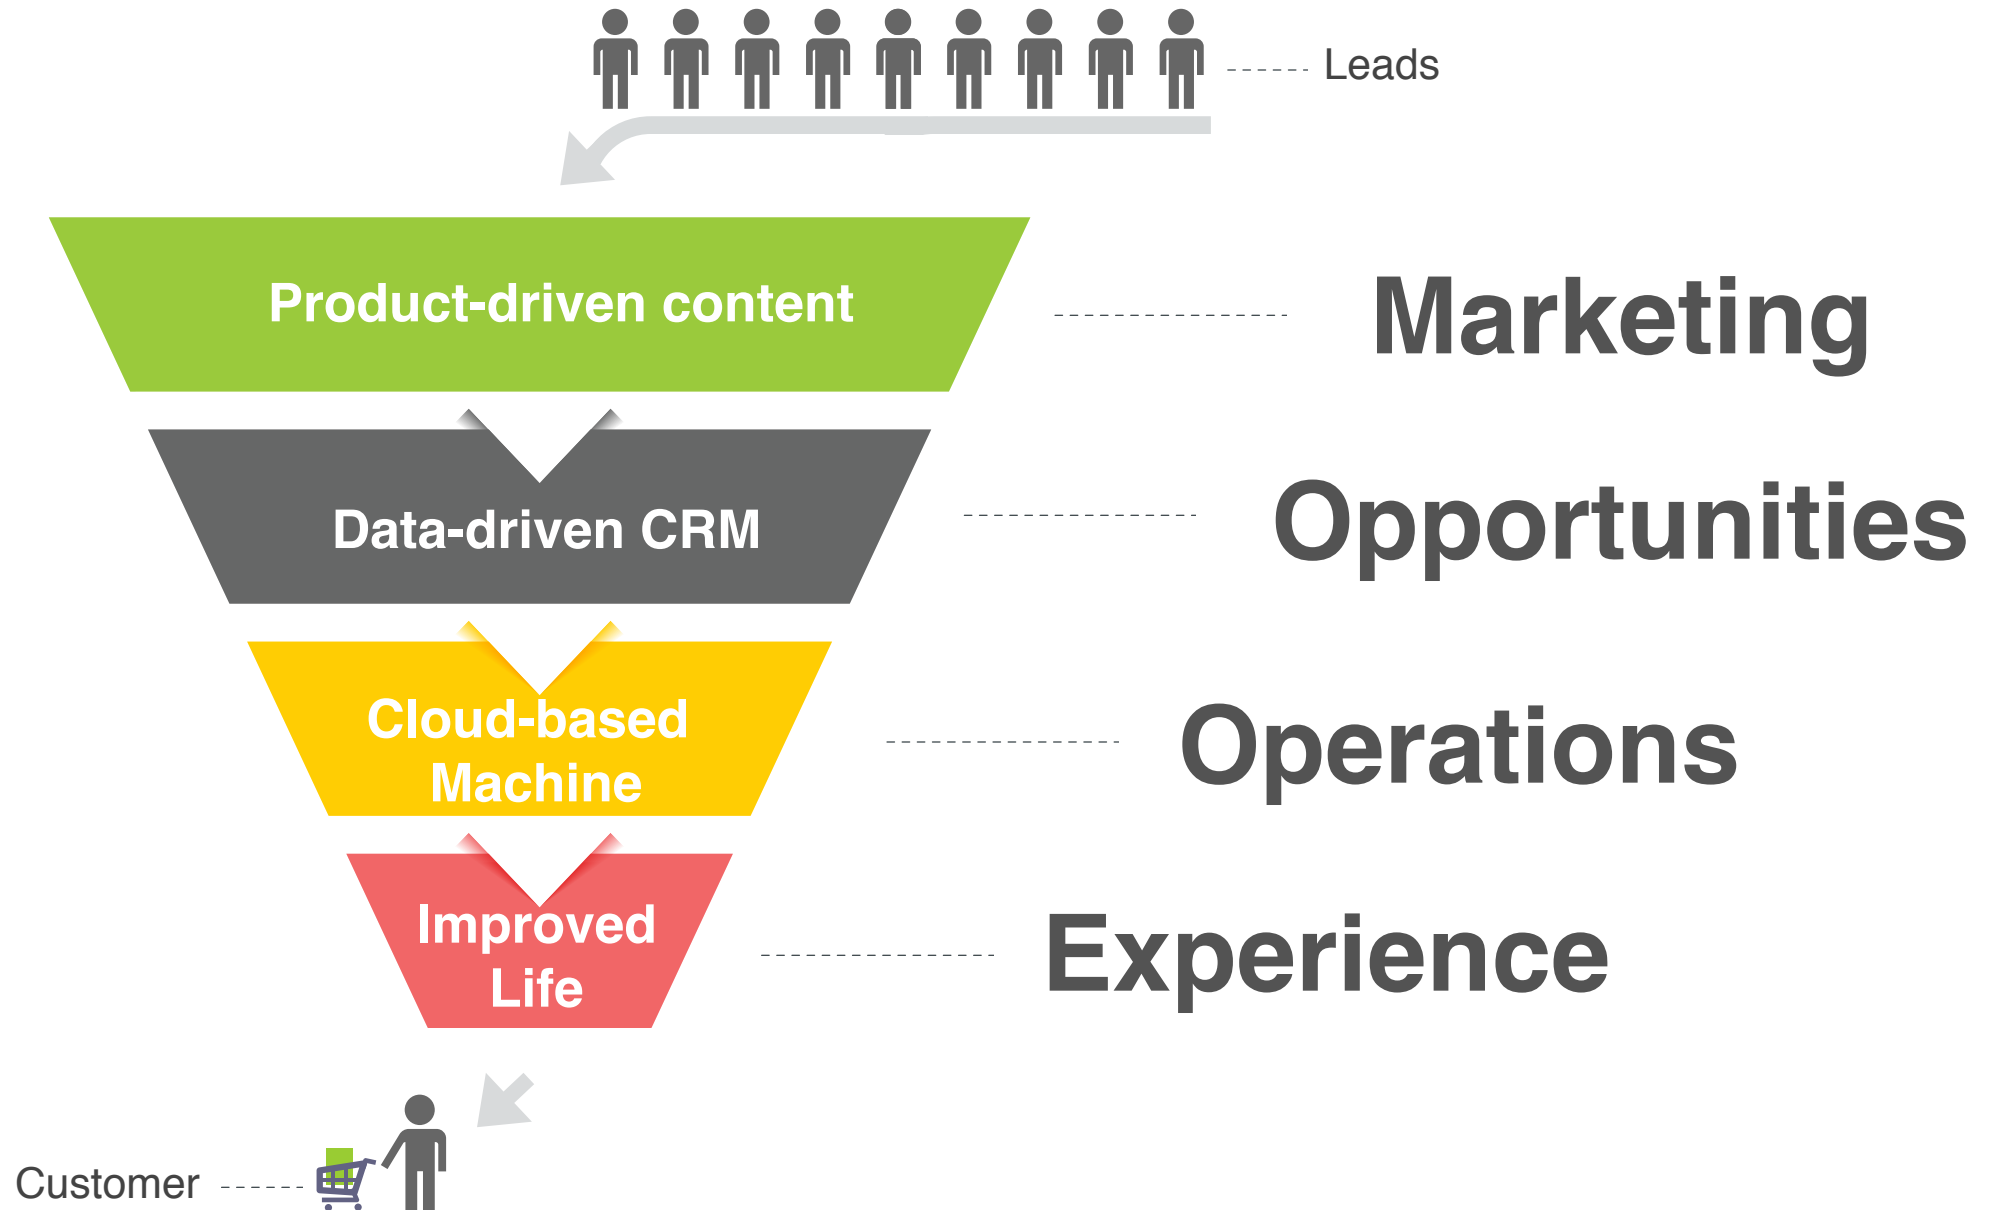 Leads
Product-driven content
Marketing
Data-driven CRM
Opportunities
Cloud-based
Machine
Operations
Improved
Life
Experience
Customer